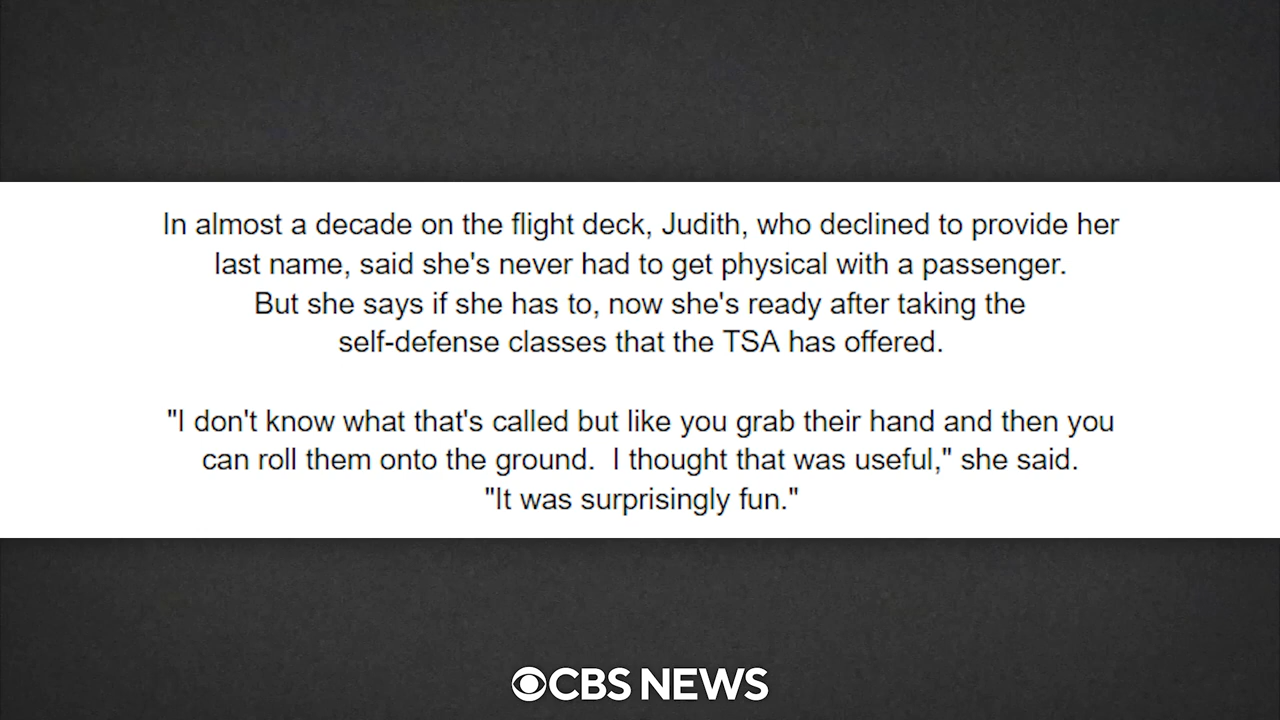 In almost a decade on the flight deck, Judith, who declined to provide her
last name, said she's never had to get physical with a passenger.
But she says if she has to, now she's ready after taking the
self-defense classes that the TSA has offered.
"I don't know what that's called but like you grab their hand and then you
can roll them onto the ground.  I thought that was useful," she said.
"It was surprisingly fun."
CBS NEWS